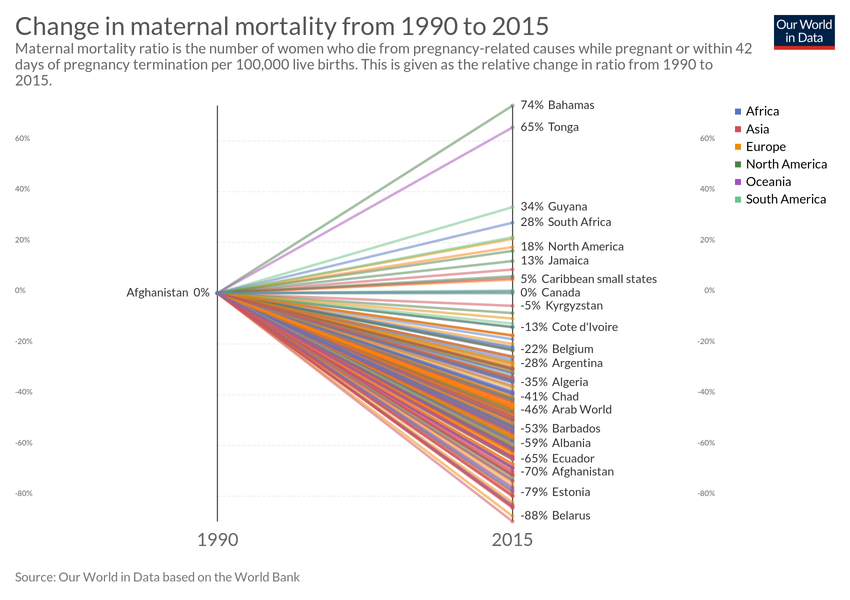 Change in maternal mortality from 1990 to 2015
Our World
in Data
Maternal mortality ratio is the number of women who die from pregnancy-related causes while pregnant or within 42
days of pregnancy termination per 100,000 live births. This is given as the relative change in ratio from 1990 to
2015.
74% Bahamas
65% Tonga
34% Guyana
28% South Africa
18% North America
13% Jamaica
5% Caribbean small states
0% Canada
-5% Kyrgyzstan
-13% Cote d'Ivoire
-22% Belgium
-28% Argentina
-35% Algeria
-41% Chad
-46% Arab World
-53% Barbados
-59% Albania
-65% Ecuador
-70% Afghanistan
-79% Estonia
-88% Belarus
Afghanistan 0%
60%
40%
20%
0%
-20%
-40%
-60%
-80%
60%
40%
20%
0%
-20%
-40%
-60%
-80%
Africa
Asia
Europe
North America
Oceania
South America
1990
2015
Source: Our World in Data based on the World Bank